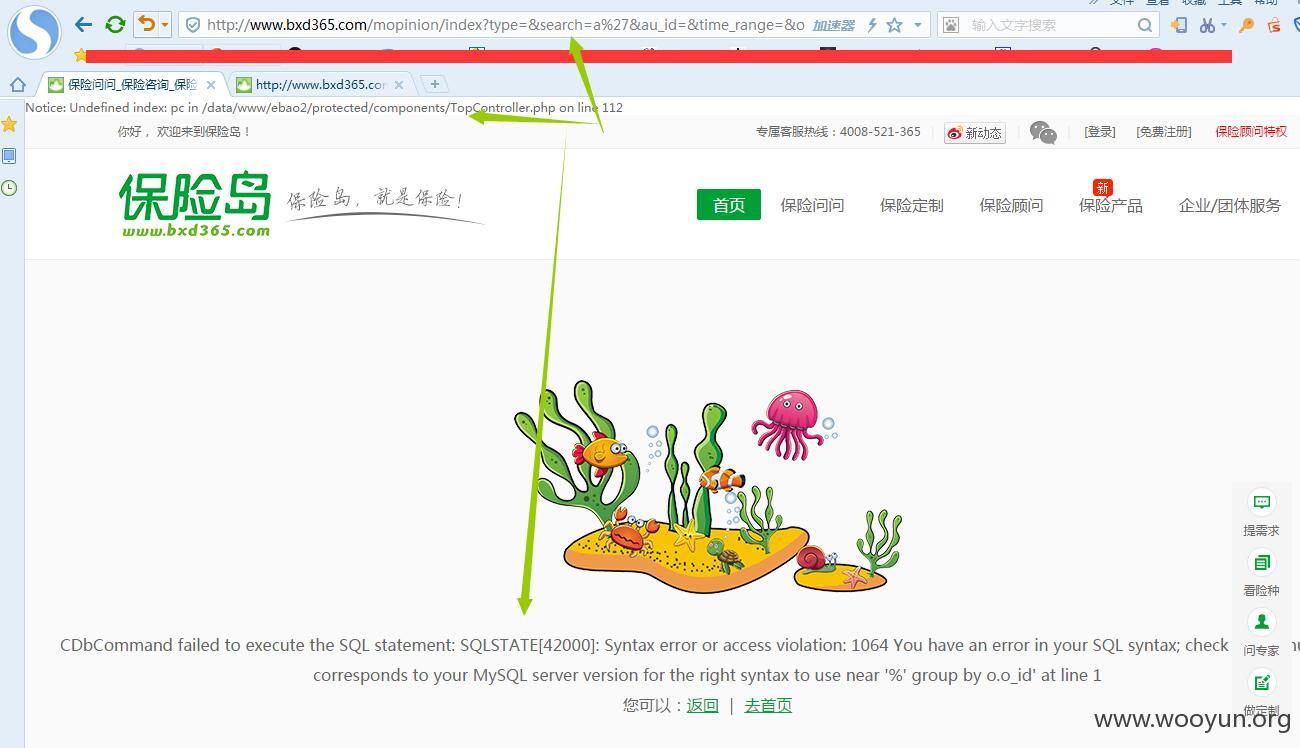 查看 收藏 工具 帮助
http://www.bxd365.com/mopinion/index?type=&search=a%27&au_id=&time_range=&o 加速器 输入文字搜索
保险问问_保险咨询_保险 http://www.bxd365.con
Notice: Undefined index: pc in /data/www/ebao2/protected/components/TopController.php on line 112
你好，欢迎来到保险岛！ 专属客服热线：4008-521-365 新动态 [登录] [免费注册] 保险顾问特权
保险岛 保险岛，就是保险！
www.bxd365.com
新
首页 保险问问 保险定制 保险顾问 保险产品 企业/团体服务
提需求
看险种
CDbCommand failed to execute the SQL statement: SQLSTATE[42000]: Syntax error or access violation: 1064 You have an error in your SQL syntax; check
问专家
corresponds to your MySQL server version for the right syntax to use near '%' group by o.o_id' at line 1
您可以：返回 | 去首页
做定制
www.wooyun.org